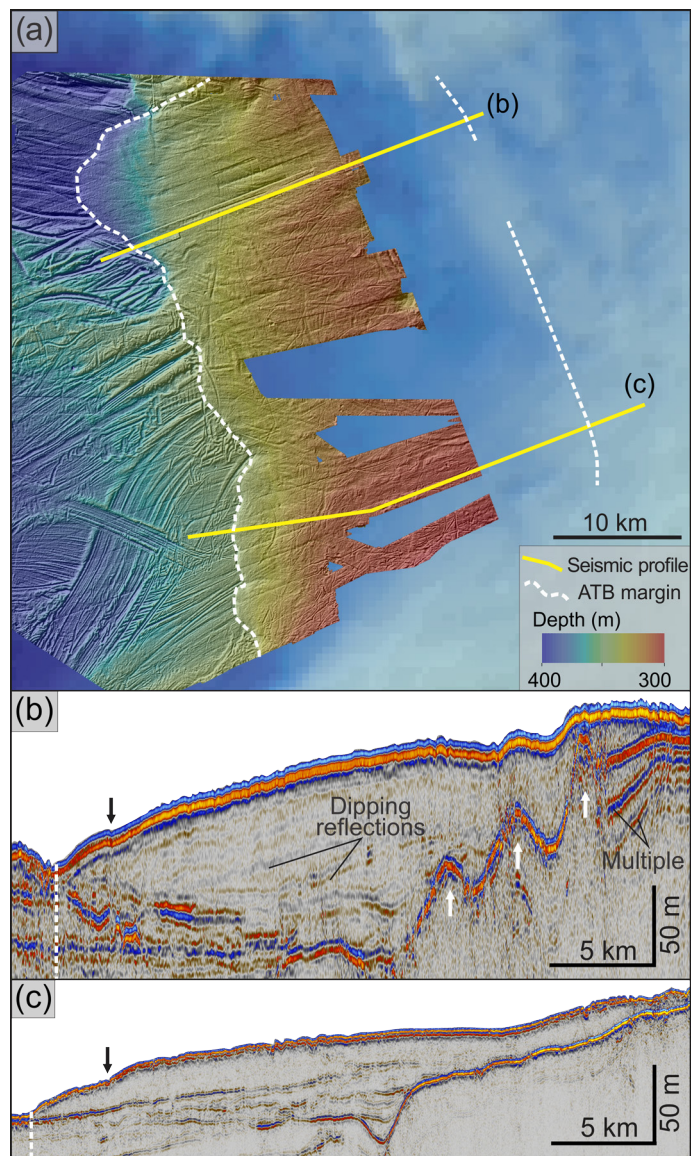 (a)
(b)
(c)
10 km
Seismic profile
ATB margin
Depth (m)
400
300
(b)
Dipping
reflections
Multiple
5 km
50 m
(c)
5 km
50 m